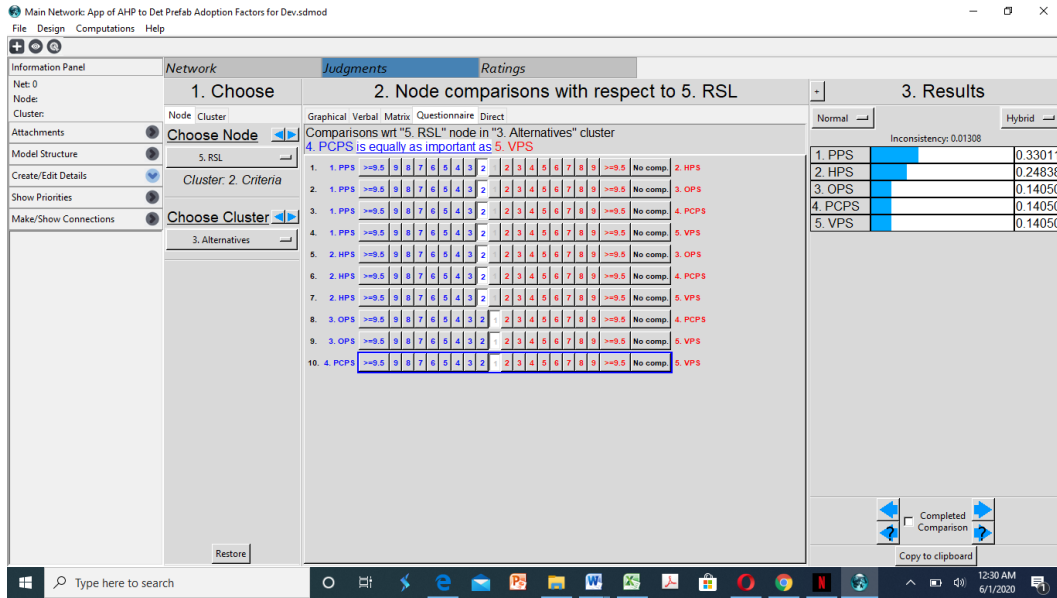 Main Network: App of AHP to Det Prefab Adoption Factors for Dev.sdmod
File Design Computations Help
Information Panel
Net: 0
Node:
Cluster:
Attachments
Model Structure
Create/Edit Details
Show Priorities
Make/Show Connections
Network Judgments Ratings
1. Choose
Node Cluster
Choose Node
5. RSL
Cluster: 2. Criteria
Choose Cluster
3. Alternatives
Restore
2. Node comparisons with respect to 5. RSL
Graphical Verbal Matrix Questionnaire Direct
Comparisons wrt "5. RSL" node in "3. Alternatives" cluster
4. PCPS is equally as important as 5. VPS
1. 1. PPS >=9.5 9 8 7 6 5 4 3 2 1 2 3 4 5 6 7 8 9 >=9.5 No comp. 2. HPS
2. 1. PPS >=9.5 9 8 7 6 5 4 3 2 1 2 3 4 5 6 7 8 9 >=9.5 No comp. 3. OPS
3. 1. PPS >=9.5 9 8 7 6 5 4 3 2 1 2 3 4 5 6 7 8 9 >=9.5 No comp. 4. PCPS
4. 1. PPS >=9.5 9 8 7 6 5 4 3 2 1 2 3 4 5 6 7 8 9 >=9.5 No comp. 5. VPS
5. 2. HPS >=9.5 9 8 7 6 5 4 3 2 1 2 3 4 5 6 7 8 9 >=9.5 No comp. 3. OPS
6. 2. HPS >=9.5 9 8 7 6 5 4 3 2 1 2 3 4 5 6 7 8 9 >=9.5 No comp. 4. PCPS
7. 2. HPS >=9.5 9 8 7 6 5 4 3 2 1 2 3 4 5 6 7 8 9 >=9.5 No comp. 5. VPS
8. 3. OPS >=9.5 9 8 7 6 5 4 3 2 1 2 3 4 5 6 7 8 9 >=9.5 No comp. 4. PCPS
9. 3. OPS >=9.5 9 8 7 6 5 4 3 2 1 2 3 4 5 6 7 8 9 >=9.5 No comp. 5. VPS
10. 4. PCPS >=9.5 9 8 7 6 5 4 3 2 1 2 3 4 5 6 7 8 9 >=9.5 No comp. 5. VPS
+ 3. Results
Normal Hybrid
Inconsistency: 0.01308
1. PPS 0.33011
2. HPS 0.24838
3. OPS 0.14050
4. PCPS 0.14050
5. VPS 0.14050
Completed
Comparison
? ?
Copy to clipboard
Type here to search
12:30 AM
6/1/2020